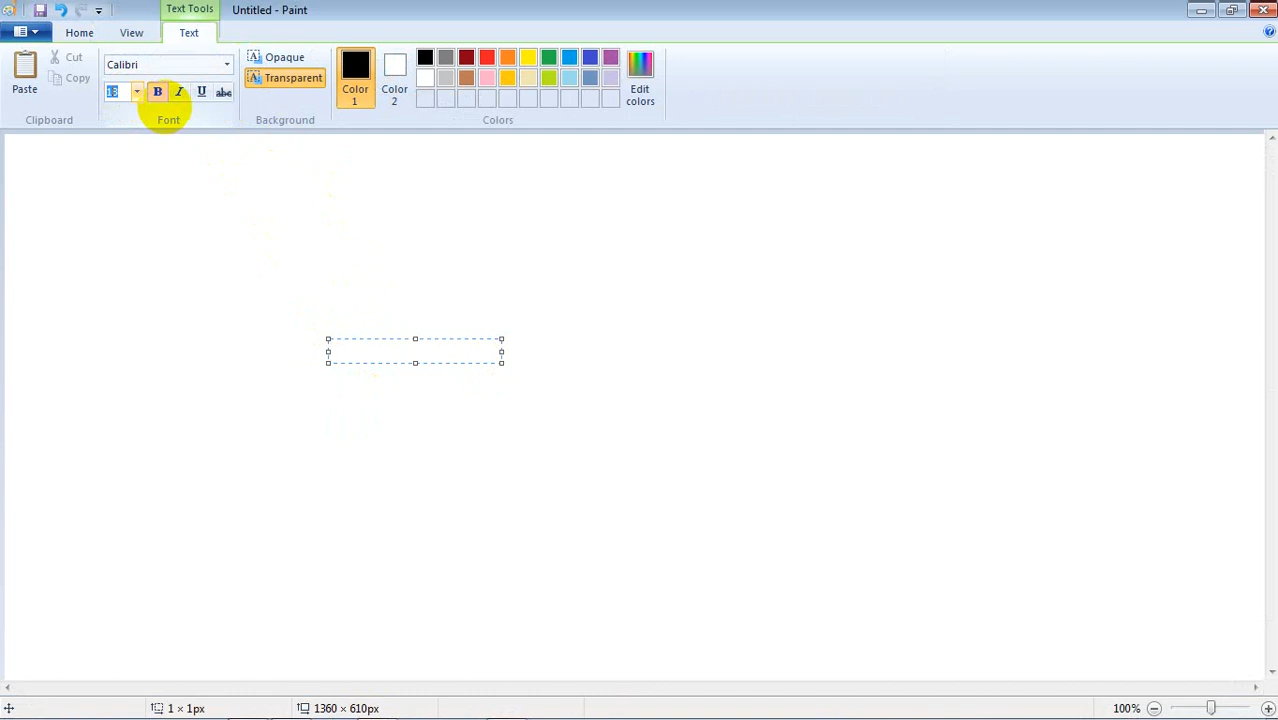 Text Tools
Untitled - Paint
Home
View
Text
Paste
Cut
Copy
Clipboard
Calibri
B I U abc
Font
Opaque
Transparent
Background
Color 1
Color 2
Edit colors
Colors
1 × 1px
1360 × 610px
100%